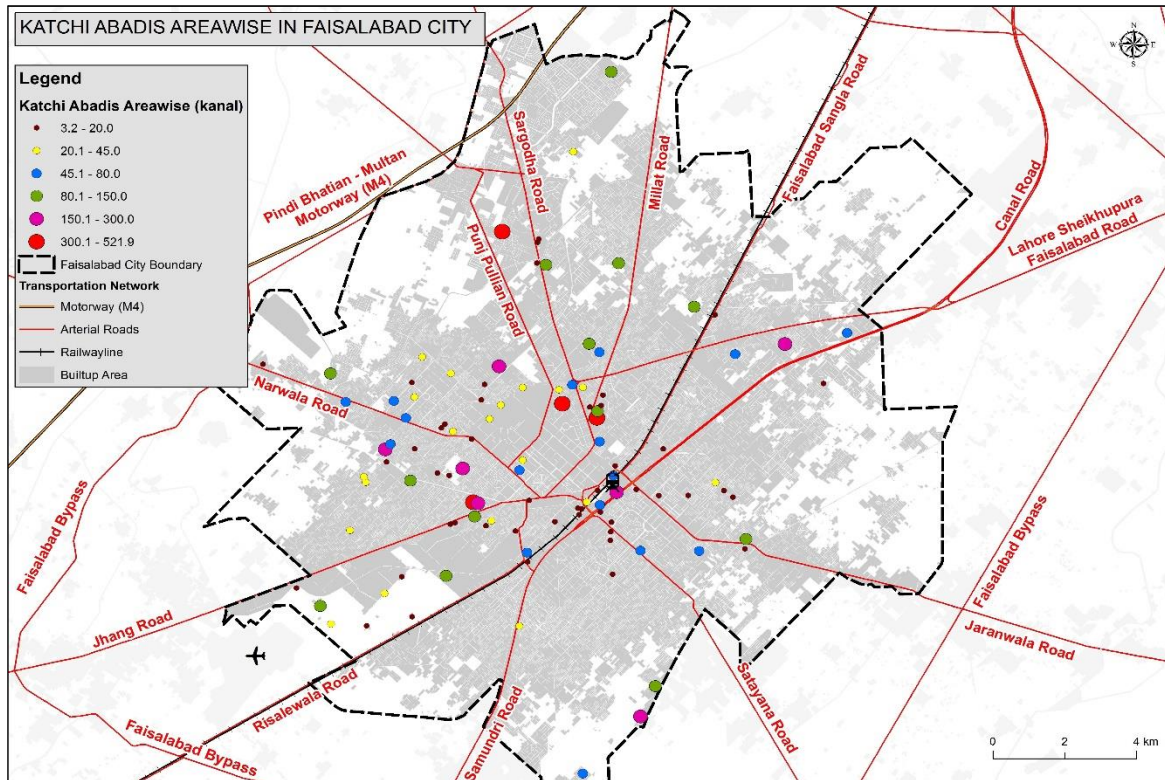 KATCHI ABADIS AREAWISE IN FAISALABAD CITY
Legend
Katchi Abadis Areawise (kanal)
3.2 - 20.0
20.1 - 45.0
45.1 - 80.0
80.1 - 150.0
150.1 - 300.0
300.1 - 521.9
Faisalabad City Boundary
Transportation Network
Motorway (M4)
Arterial Roads
Railwayline
Builtup Area
N
W E
S
Pindi Bhatian - Multan
Motorway (M4)
Sargodha Road
Millat Road
Faisalabad Sangla Road
Canal Road
Lahore Sheikhupura
Faisalabad Road
Punj Pullian Road
Narwala Road
Faisalabad Bypass
Jhang Road
Risalewala Road
Faisalabad Bypass
Samundri Road
Satayana Road
Jaranwala Road
Faisalabad Bypass
0 2 4 km